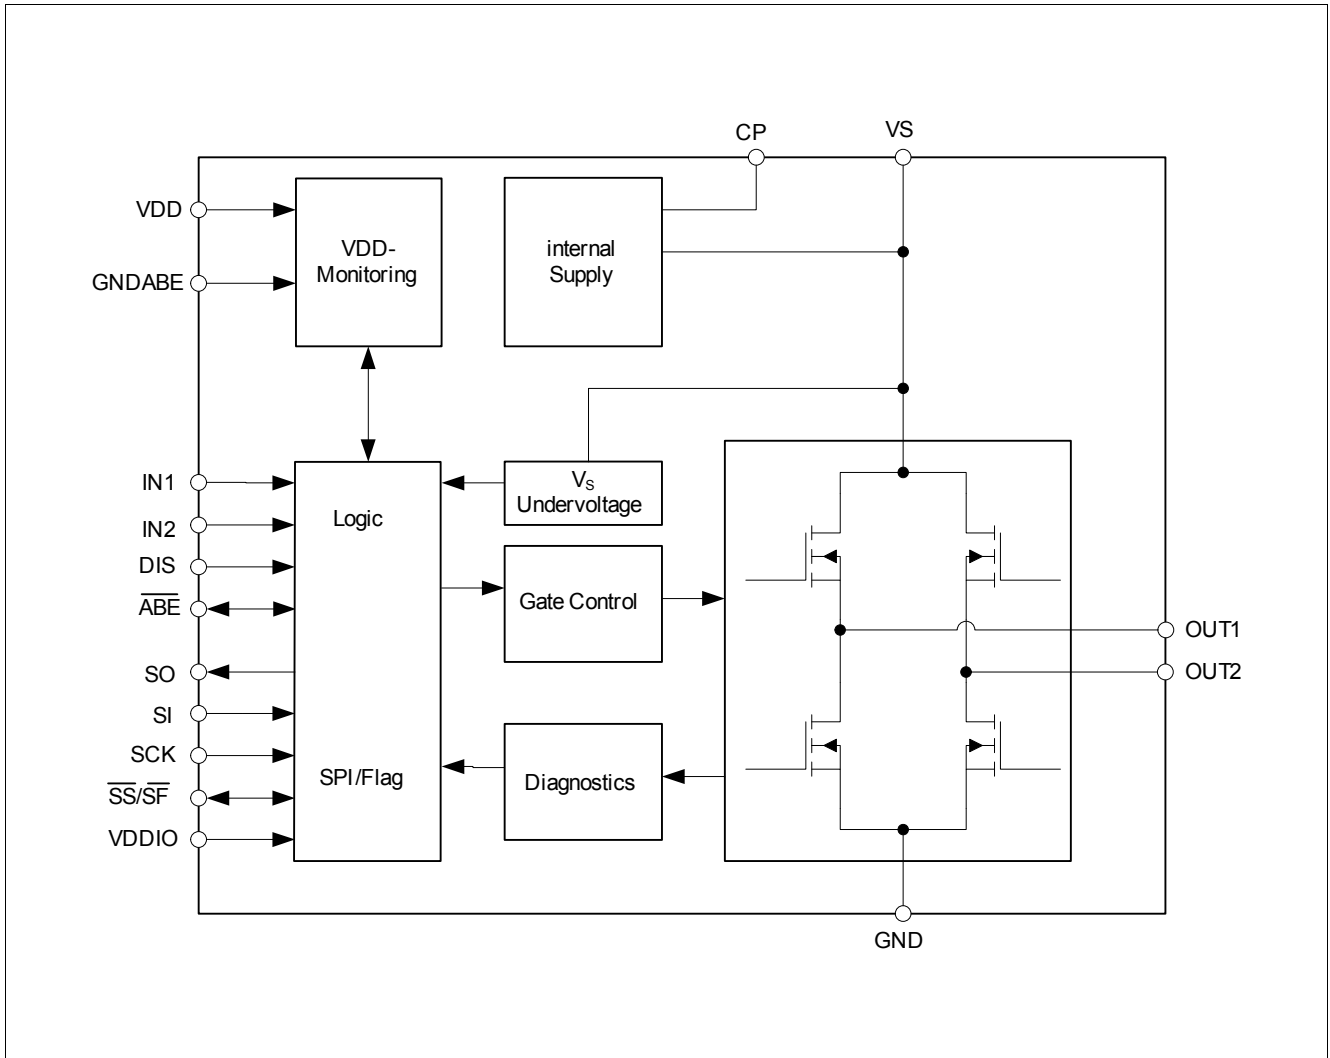 CP
VS
VDD
GNDABE
VDD-
Monitoring
internal
Supply
IN1
IN2
DIS
ABE
SO
SI
SCK
SS/SF
VDDIO
Logic
SPI/Flag
VS
Undervoltage
Gate Control
Diagnostics
OUT1
OUT2
GND